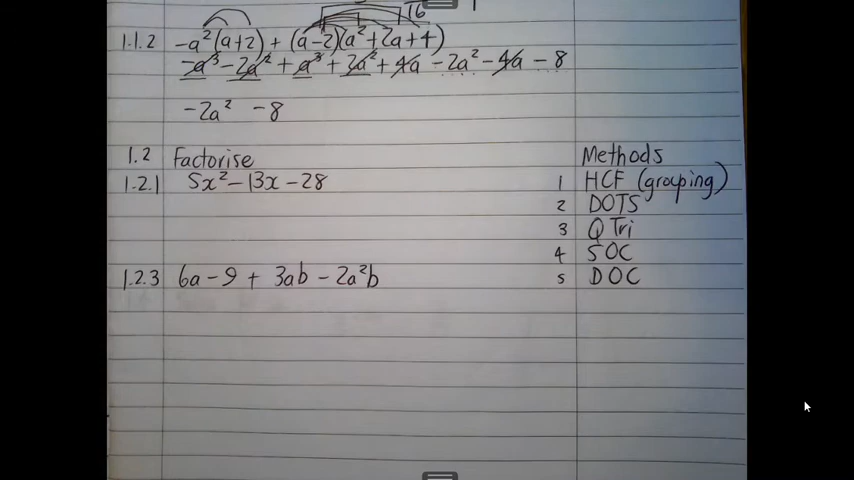 16
1.1.2 -a²(a+2) + (a-2)(a²+2a+4)
-a³ - 2a² + a³ + 2a² + 4a - 2a² - 4a - 8
-2a² - 8
1.2 Factorise
1.2.1 5x² - 13x - 28
1.2.3 6a - 9 + 3ab - 2a²b
Methods
1 HCF (grouping)
2 DOTS
3 Q Tri
4 SOC
5 DOC